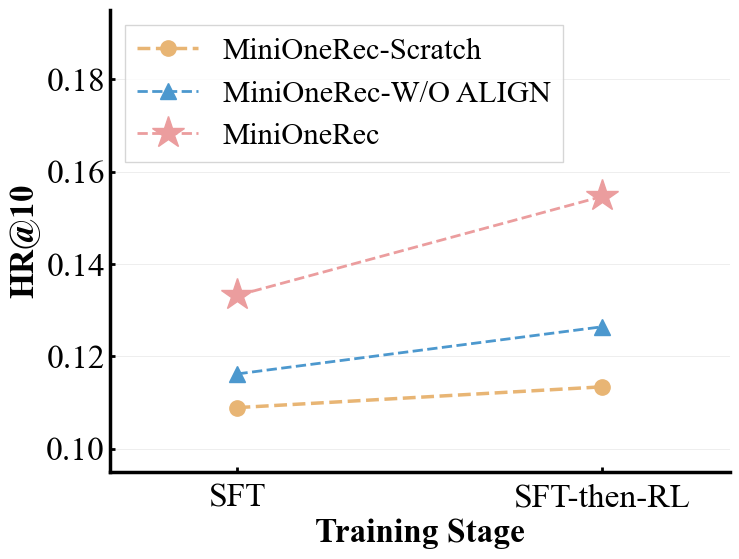 MiniOneRec-Scratch
MiniOneRec-W/O ALIGN
MiniOneRec
HR@10
0.18
0.16
0.14
0.12
0.10
SFT
SFT-then-RL
Training Stage